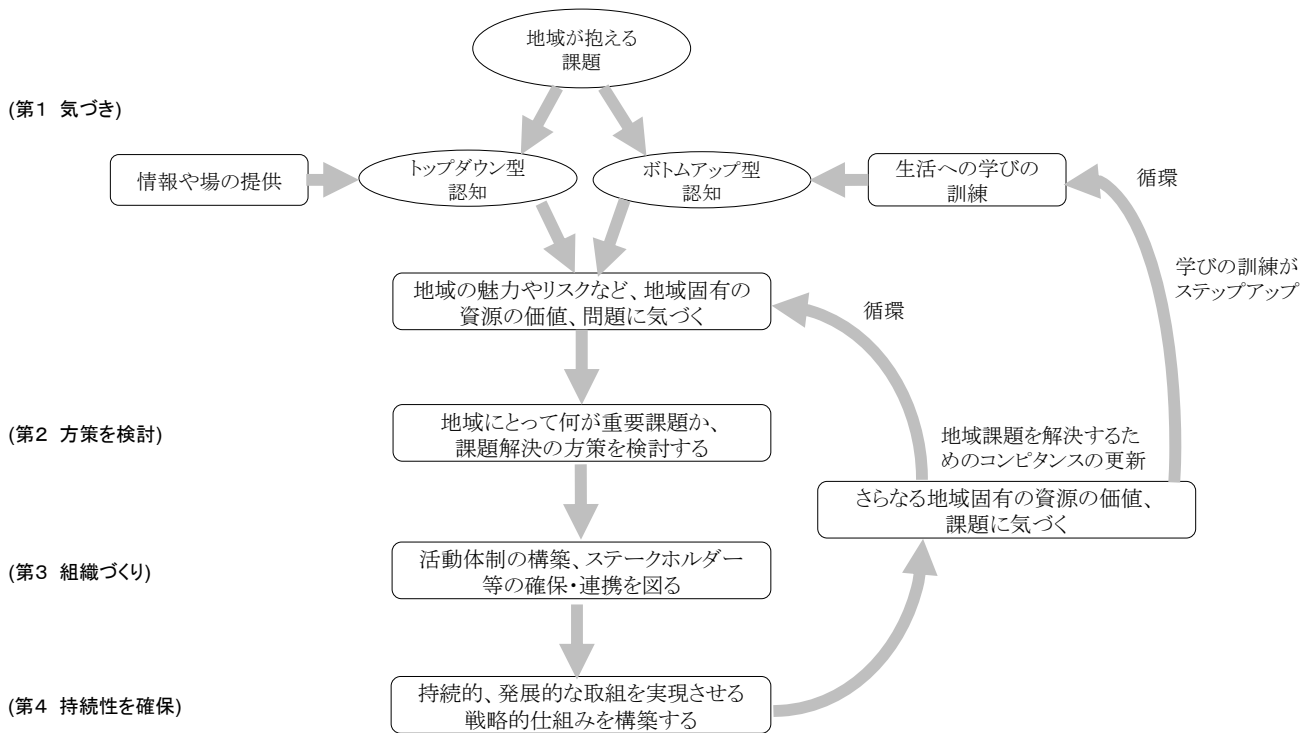 地域が抱える
課題
(第1 気づき)
情報や場の提供
トップダウン型
認知
ボトムアップ型
認知
生活への学びの
訓練
循環
学びの訓練が
ステップアップ
地域の魅力やリスクなど、地域固有の
資源の価値、問題に気づく
循環
(第2 方策を検討)
地域にとって何が重要課題か、
課題解決の方策を検討する
地域課題を解決するた
めのコンピタンスの更新
さらなる地域固有の資源の価値、
課題に気づく
(第3 組織づくり)
活動体制の構築、ステークホルダー
等の確保・連携を図る
(第4 持続性を確保)
持続的、発展的な取組を実現させる
戦略的仕組みを構築する